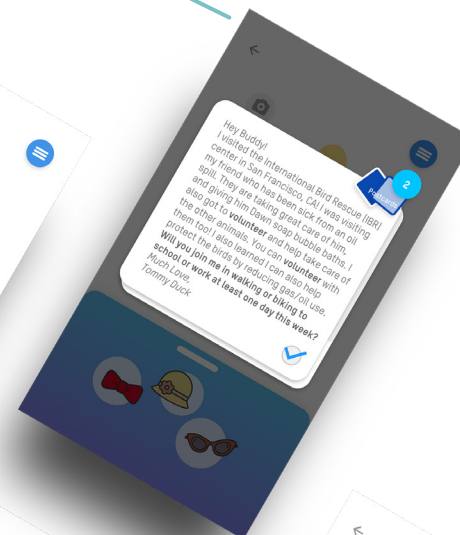 Hey Buddy!
I visited the International Bird Rescue (IBR)
center in San Francisco, CA! I was visiting
my friend who has been sick from an oil
spill. They are taking great care of him,
and giving him Dawn soap bubble baths. I
also got to volunteer and help take care of
the other animals. You can volunteer with
them too! I also learned I can also help
protect the birds by reducing gas/oil use.
Will you join me in walking or biking to
school or work at least one day this week?
Much Love,
Tommy Duck
Postcards
2